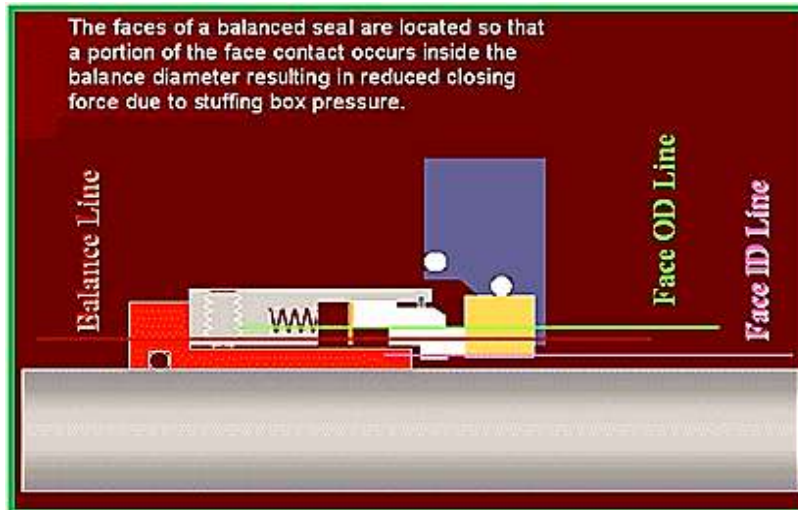 The faces of a balanced seal are located so that
a portion of the face contact occurs inside the
balance diameter resulting in reduced closing
force due to stuffing box pressure.
Balance Line
Face OD Line
Face ID Line